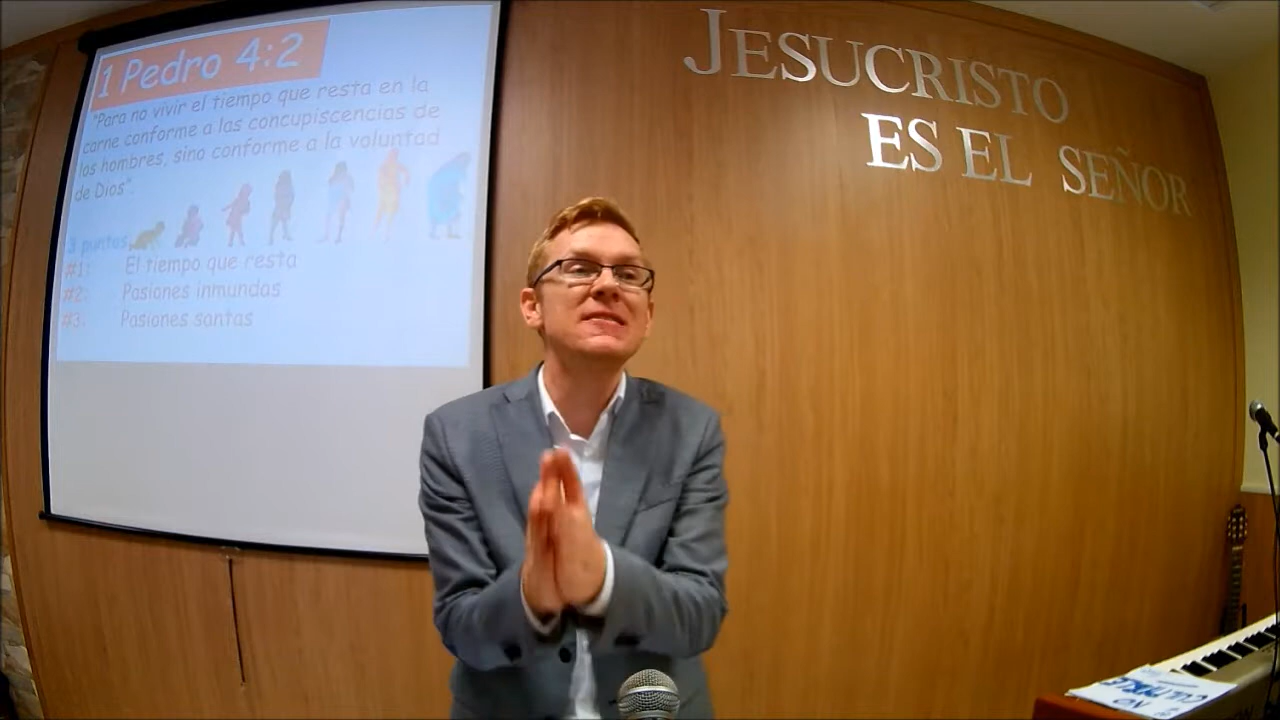 1 Pedro 4:2
"Para no vivir el tiempo que resta en la
carne conforme a las concupiscencias de
los hombres, sino conforme a la voluntad
de Dios".
3 puntos
#1: El tiempo que resta
#2: Pasiones inmundas
#3: Pasiones santas
JESUCRISTO
ES EL SEÑOR
NO